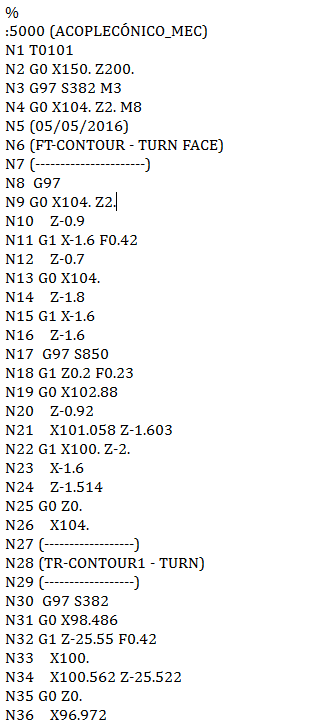 %
:5000 (ACOPLECÓNICO_MEC)
N1 T0101
N2 G0 X150. Z200.
N3 G97 S382 M3
N4 G0 X104. Z2. M8
N5 (05/05/2016)
N6 (FT-CONTOUR - TURN FACE)
N7 (----------------------)
N8  G97
N9 G0 X104. Z2.
N10    Z-0.9
N11 G1 X-1.6 F0.42
N12    Z-0.7
N13 G0 X104.
N14    Z-1.8
N15 G1 X-1.6
N16    Z-1.6
N17  G97 S850
N18 G1 Z0.2 F0.23
N19 G0 X102.88
N20    Z-0.92
N21    X101.058 Z-1.603
N22 G1 X100. Z-2.
N23    X-1.6
N24    Z-1.514
N25 G0 Z0.
N26    X104.
N27 (------------------)
N28 (TR-CONTOUR1 - TURN)
N29 (------------------)
N30  G97 S382
N31 G0 X98.486
N32 G1 Z-25.55 F0.42
N33    X100.
N34    X100.562 Z-25.522
N35 G0 Z0.
N36    X96.972